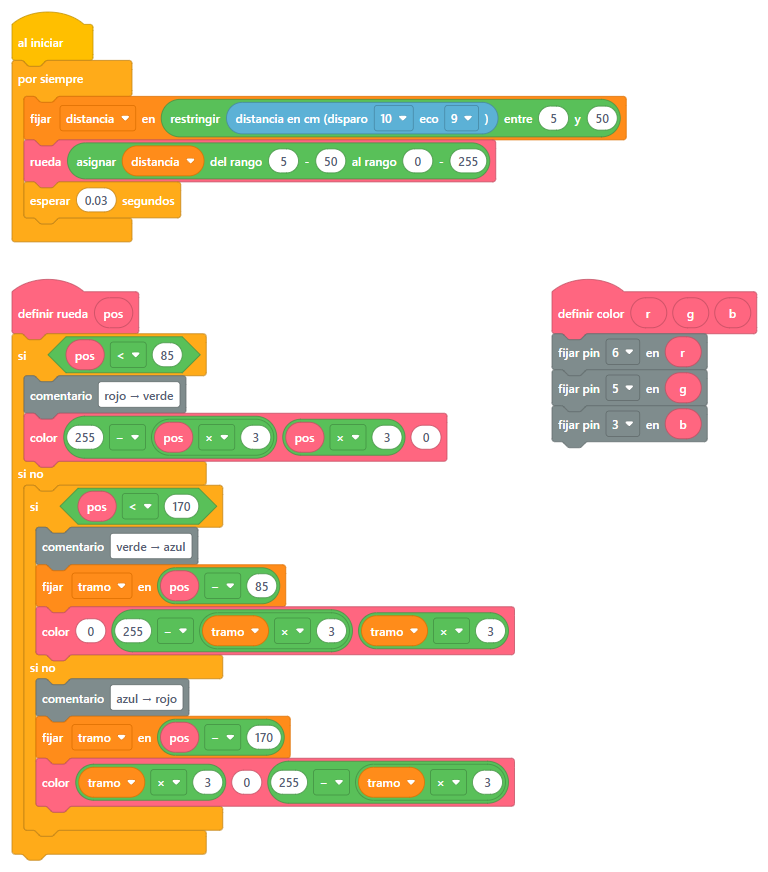 al iniciar
por siempre
fijar distancia en restringir distancia en cm (disparo 10 eco 9 ) entre 5 y 50
rueda asignar distancia del rango 5 - 50 al rango 0 - 255
esperar 0.03 segundos
definir rueda pos
si pos < 85
comentario rojo → verde
color 255 - pos × 3 pos × 3 0
si no
si pos < 170
comentario verde → azul
fijar tramo en pos - 85
color 0 255 - tramo × 3 tramo × 3
si no
comentario azul → rojo
fijar tramo en pos - 170
color tramo × 3 0 255 - tramo × 3
definir color r g b
fijar pin 6 en r
fijar pin 5 en g
fijar pin 3 en b